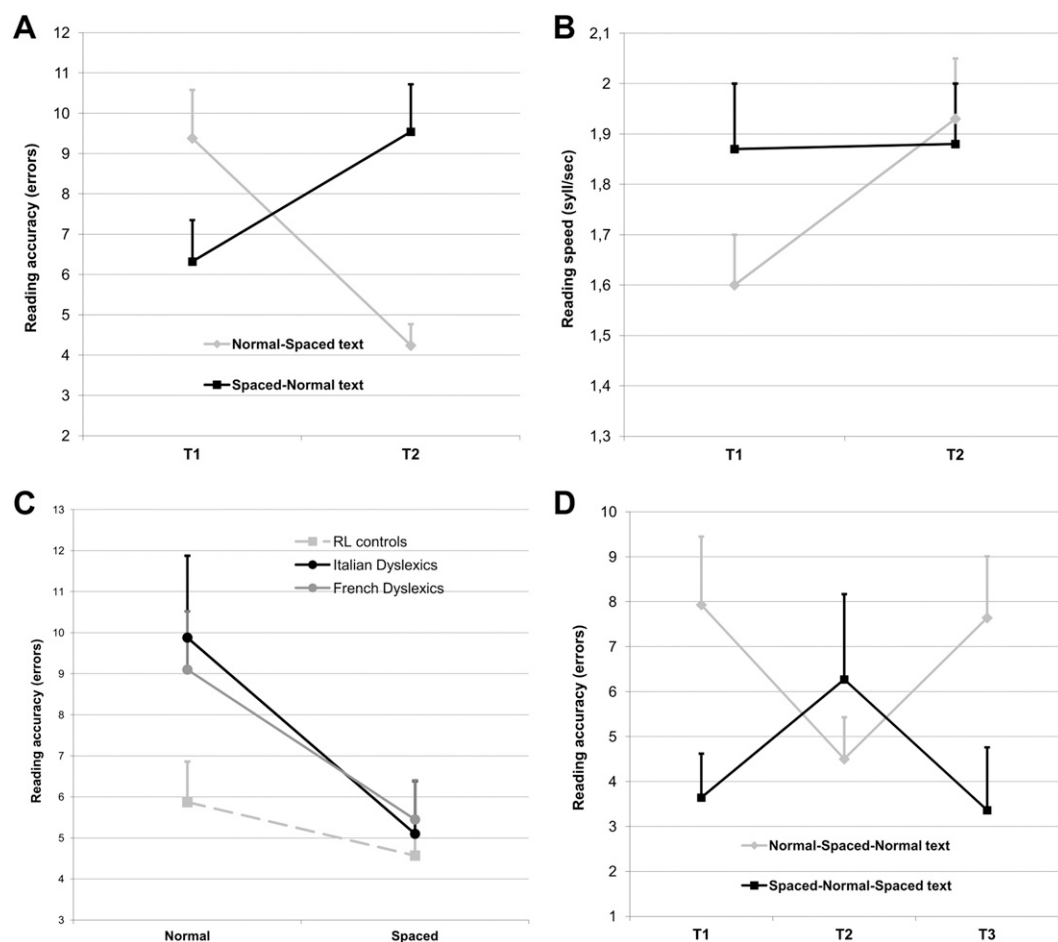 A
Reading accuracy (errors)
12
11
10
9
8
7
6
5
4
3
2
Normal-Spaced text
Spaced-Normal text
T1 T2
B
Reading speed (syll/sec)
2,1
2
1,9
1,8
1,7
1,6
1,5
1,4
1,3
T1 T2
C
Reading accuracy (errors)
13
12
11
10
9
8
7
6
5
4
3
RL controls
Italian Dyslexics
French Dyslexics
Normal Spaced
D
Reading accuracy (errors)
10
9
8
7
6
5
4
3
2
1
Normal-Spaced-Normal text
Spaced-Normal-Spaced text
T1 T2 T3